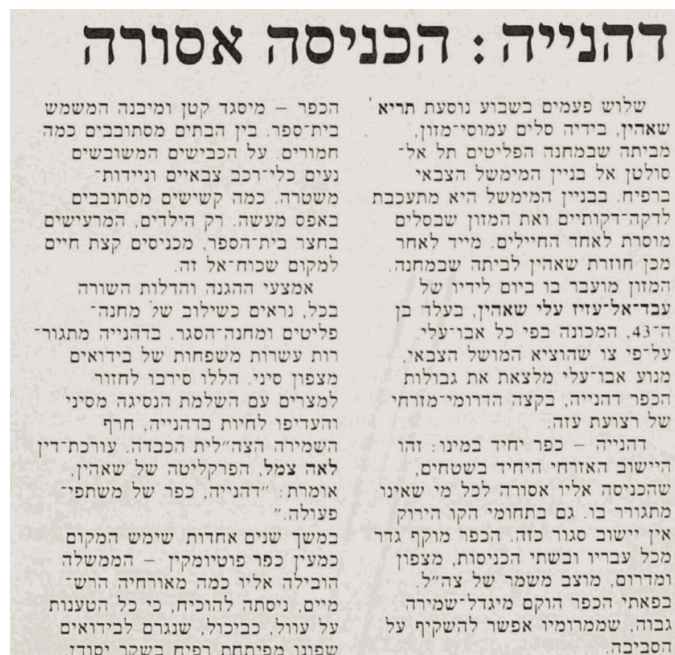 דהנייה: הכניסה אסורה
שלוש פעמים בשבוע נוסעת תריא
שאהין, בידיה סלים עמוסי־מזון,
מביתה שבמחנה הפליטים תל אל־
סולטן אל בניין המימשל הצבאי
ברפיח. בבניין המימשל היא מתעכבת
לדקה־דקותיים ואת המזון שבסלים
מוסרת לאחד החיילים. מייד לאחר
מכן חוזרת שאהין לביתה שבמחנה.
המזון מועבר בו ביום לידיו של
עבד־אל־עזיז עלי שאהין, בעלה בן
ה־43, המכונה בפי כל אבו־עלי.
על־פי צו שהוציא המושל הצבאי,
מנוע אבו־עלי מלצאת את גבולות
הכפר דהנייה, בקצה הדרומי־מזרחי
של רצועת עזה.
דהנייה — כפר יחיד במינו: זהו
היישוב האזרחי היחיד בשטחים,
שהכניסה אליו אסורה לכל מי שאינו
מתגורר בו. גם בתחומי הקו הירוק
אין יישוב סגור כזה. הכפר מוקף גדר
מכל עבריו ובשתי הכניסות, מצפון
ומדרום, מוצב משמר של צה״ל.
בפאתי הכפר הוקם מיגדל־שמירה
גבוה, שממרומיו אפשר להשקיף על
הסביבה.
הכפר — מיסגד קטן ומיבנה המשמש
בית־ספר. בין הבתים מסתובבים כמה
חמורים. על הכבישים המשובשים
נעים כלי־רכב צבאיים וניידות־
משטרה. כמה קשישים מסתובבים
באפס מעשה. רק הילדים, המרעישים
בחצר בית־הספר, מכניסים קצת חיים
למקום שכוח־אל זה.
אמצעי ההגנה והדלות השורה
בכל, נראים כשילוב של מחנה־
פליטים ומחנה־הסגר. בדהנייה מתגור־
רות עשרות משפחות של בידואים
מצפון סיני. הללו סירבו לחזור
למצרים עם השלמת הנסיגה מסיני
והעדיפו לחיות בדהנייה, חרף
השמירה הצה״לית הכבדה. עורכת־דין
לאה צמל, הפרקליטה של שאהין,
אומרת: ״דהנייה, כפר של משתפי־
פעולה.״
במשך שנים אחדות שימש המקום
כמעין כפר פוטיומקין — הממשלה
הובילה אליו כמה מאורחיה הרש־
מיים, ניסתה להוכיח, כי כל הטענות
על עוול, כביכול, שנגרם לבידואים
שפונו מפיתחת רפיח בשקר יסודן.